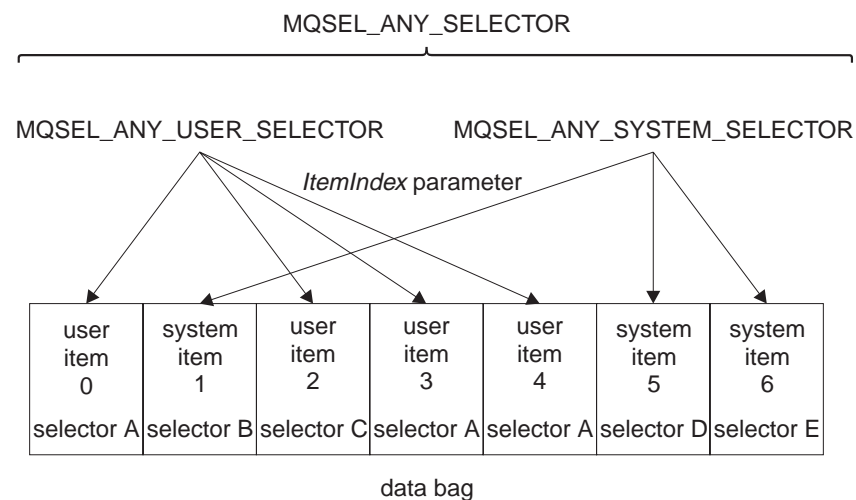 MQSEL_ANY_SELECTOR
MQSEL_ANY_USER_SELECTOR
MQSEL_ANY_SYSTEM_SELECTOR
ItemIndex parameter
user item 0 selector A
system item 1 selector B
user item 2 selector C
user item 3 selector A
user item 4 selector A
system item 5 selector D
system item 6 selector E
data bag